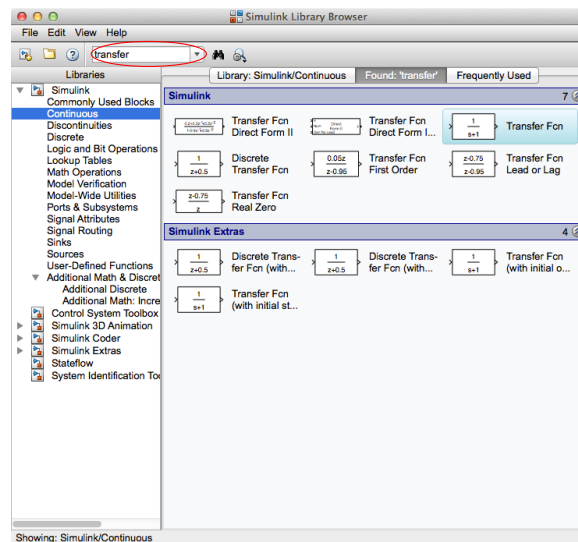 Simulink Library Browser
File Edit View Help
transfer
Libraries
Library: Simulink/Continuous Found: 'transfer' Frequently Used
Simulink
Commonly Used Blocks
Continuous
Discontinuities
Discrete
Logic and Bit Operations
Lookup Tables
Math Operations
Model Verification
Model-Wide Utilities
Ports & Subsystems
Signal Attributes
Signal Routing
Sinks
Sources
User-Defined Functions
Additional Math & Discret
Additional Discrete
Additional Math: Incre
Control System Toolbox
Simulink 3D Animation
Simulink Coder
Simulink Extras
Stateflow
System Identification Too
Simulink 7
Transfer Fcn
Direct Form II
Transfer Fcn
Direct Form I...
1
s+1
Transfer Fcn
1
z+0.5
Discrete
Transfer Fcn
0.05z
z-0.95
Transfer Fcn
First Order
z-0.75
z-0.95
Transfer Fcn
Lead or Lag
z-0.75
z
Transfer Fcn
Real Zero
Simulink Extras 4
1
z+0.5
Discrete Trans-
fer Fcn (with...
1
z+0.5
Discrete Trans-
fer Fcn (with...
1
s+1
Transfer Fcn
(with initial o...
1
s+1
Transfer Fcn
(with initial st...
Showing: Simulink/Continuous